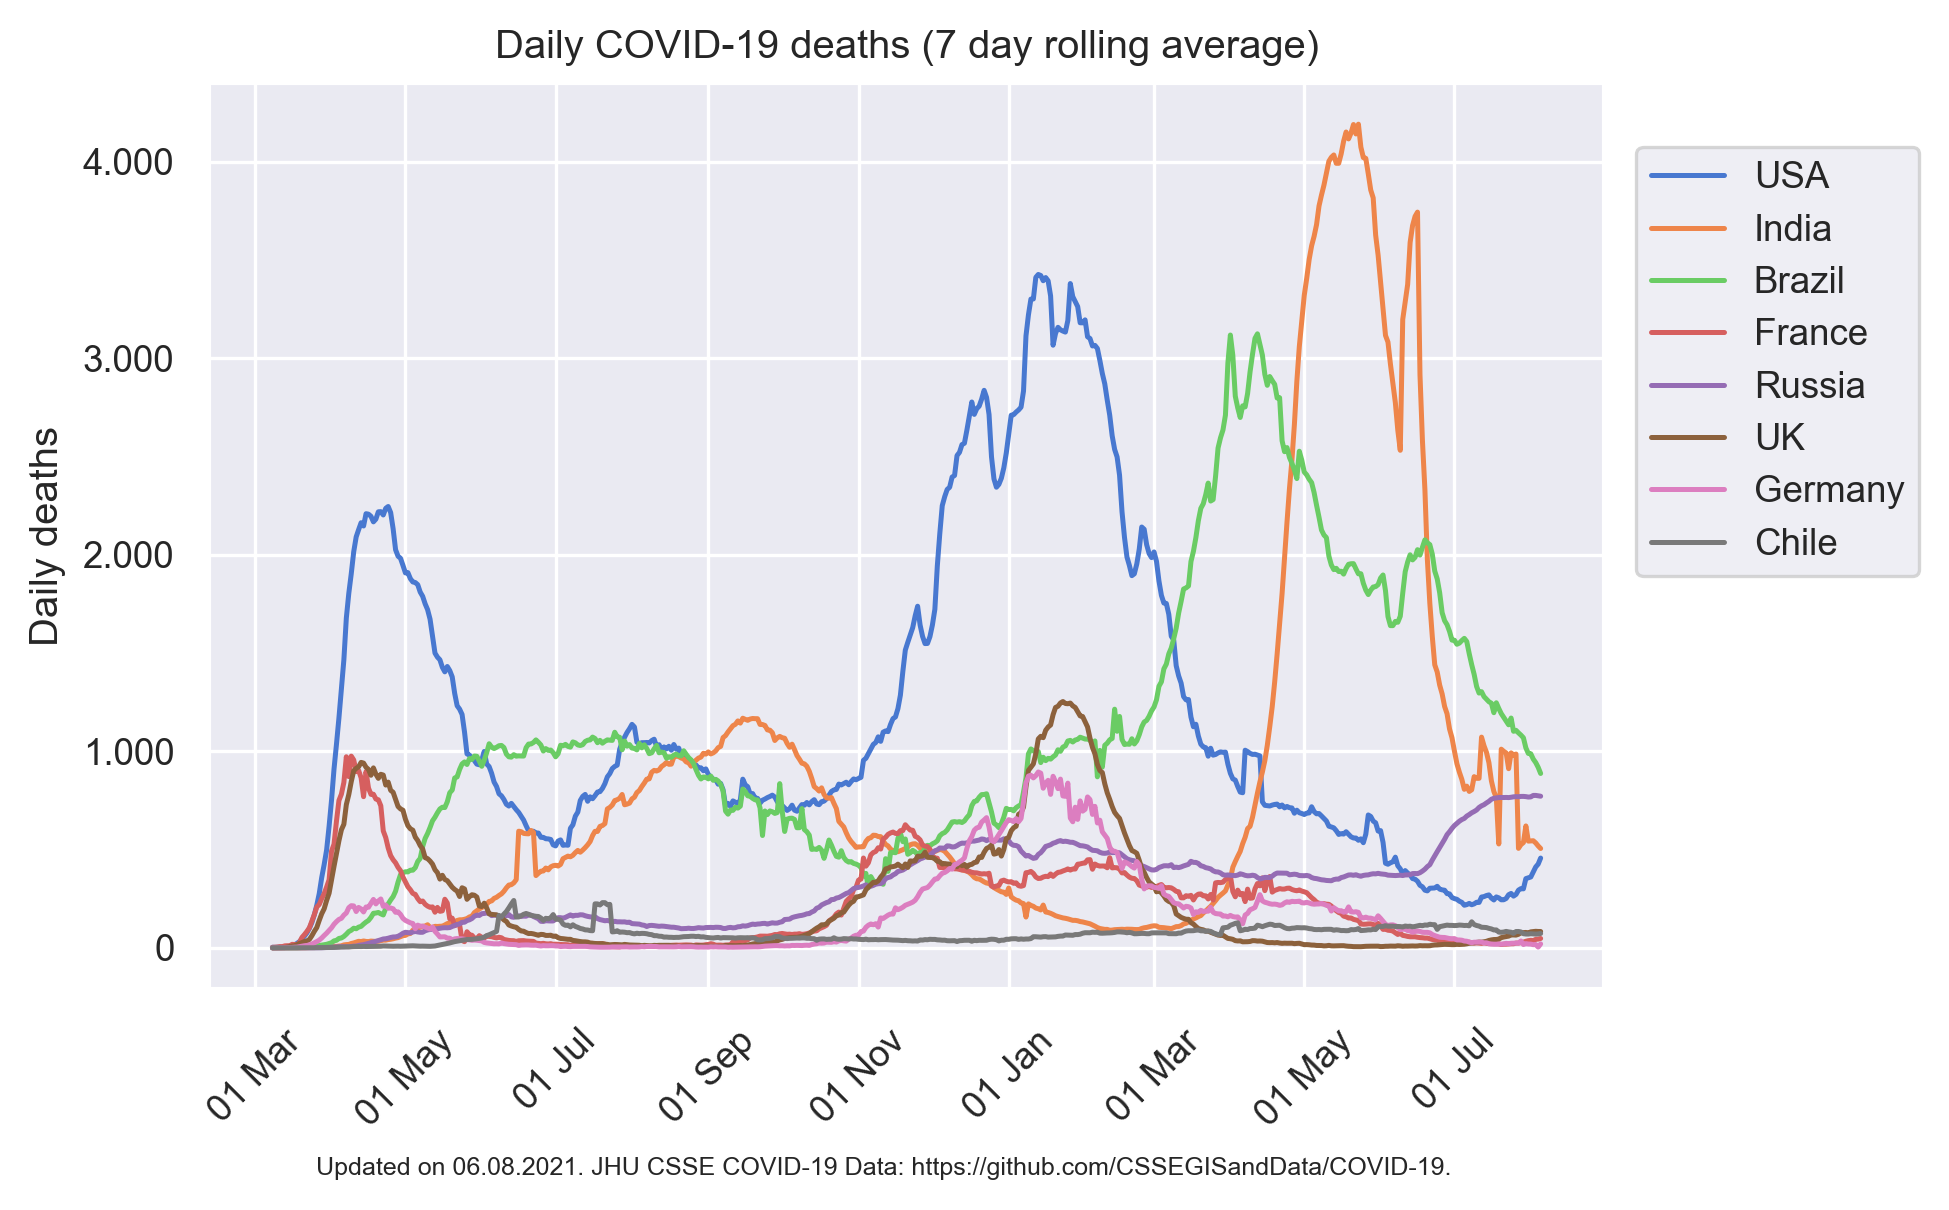 Daily COVID-19 deaths (7 day rolling average)
Daily deaths
4.000
3.000
2.000
1.000
0
01 Mar
01 May
01 Jul
01 Sep
01 Nov
01 Jan
01 Mar
01 May
01 Jul
USA
India
Brazil
France
Russia
UK
Germany
Chile
Updated on 06.08.2021. JHU CSSE COVID-19 Data: https://github.com/CSSEGISandData/COVID-19.